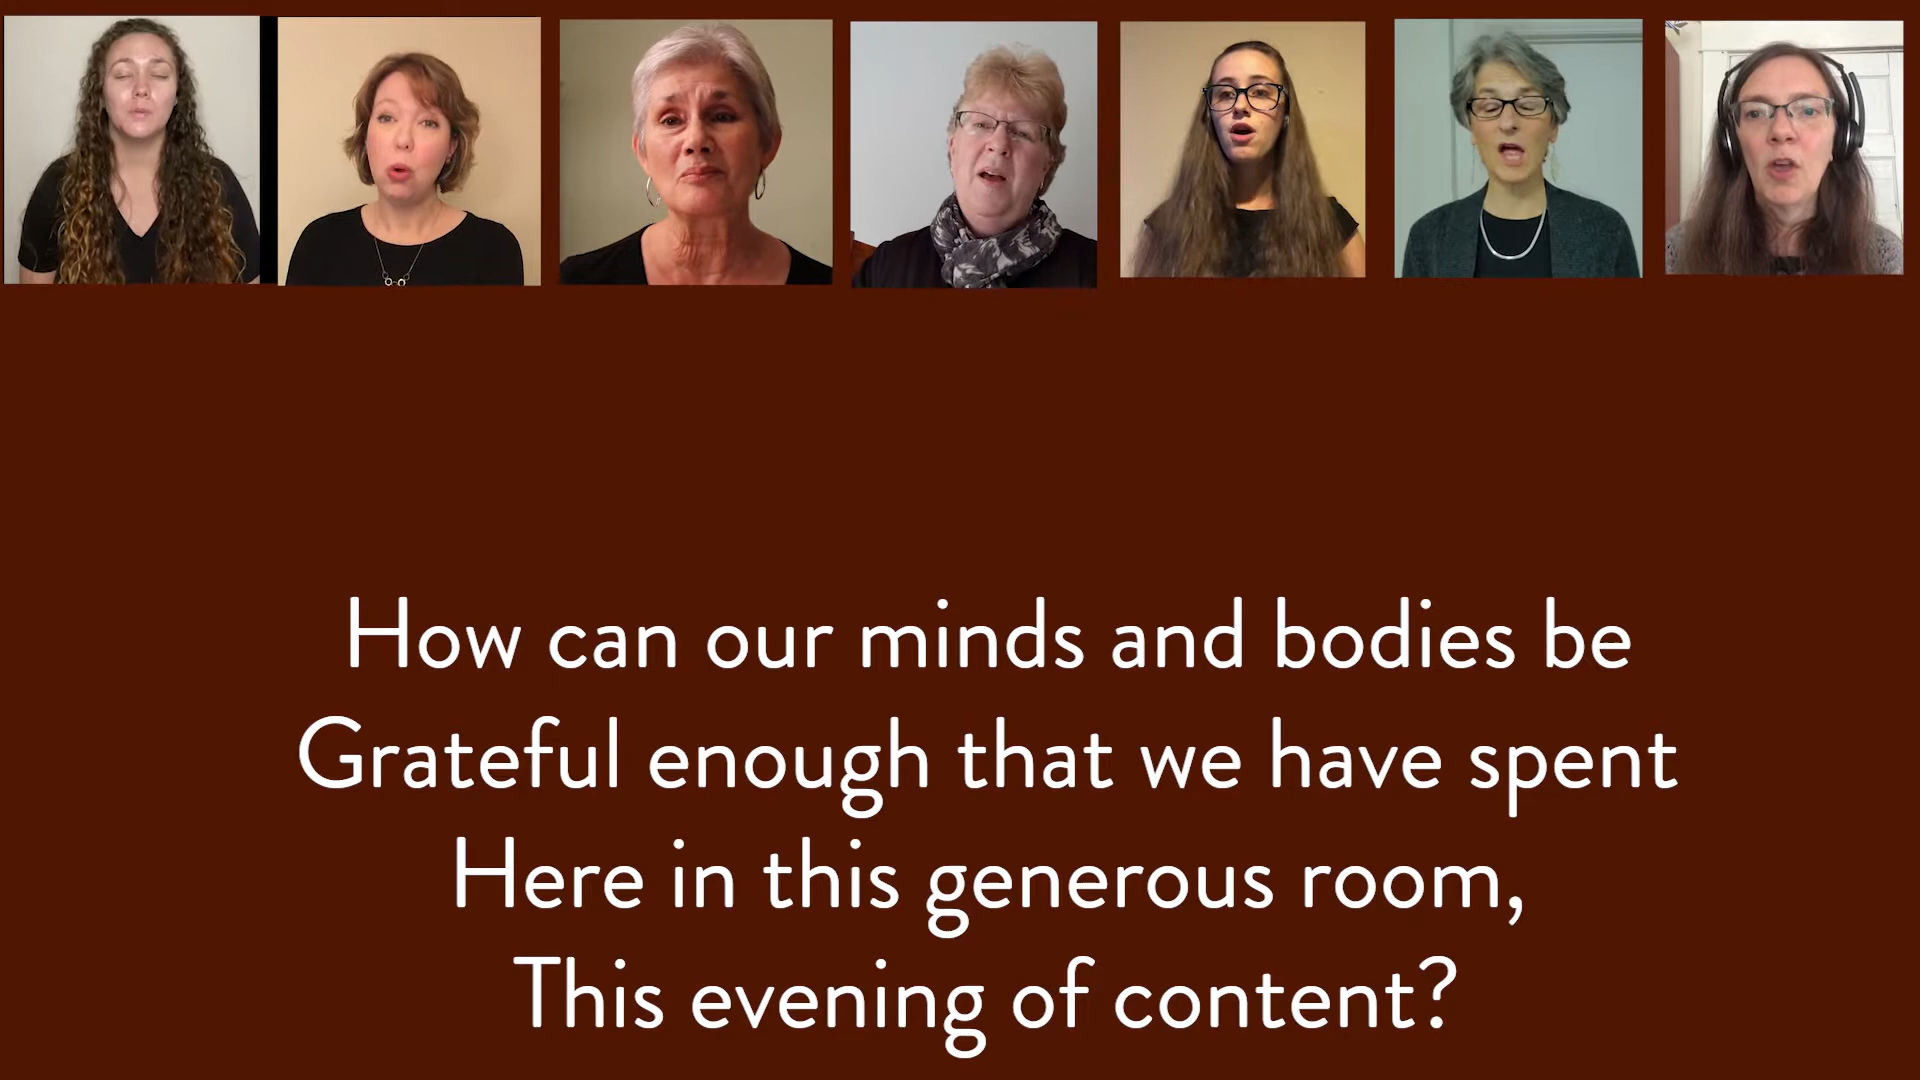 How can our minds and bodies be
Grateful enough that we have spent
Here in this generous room,
This evening of content?